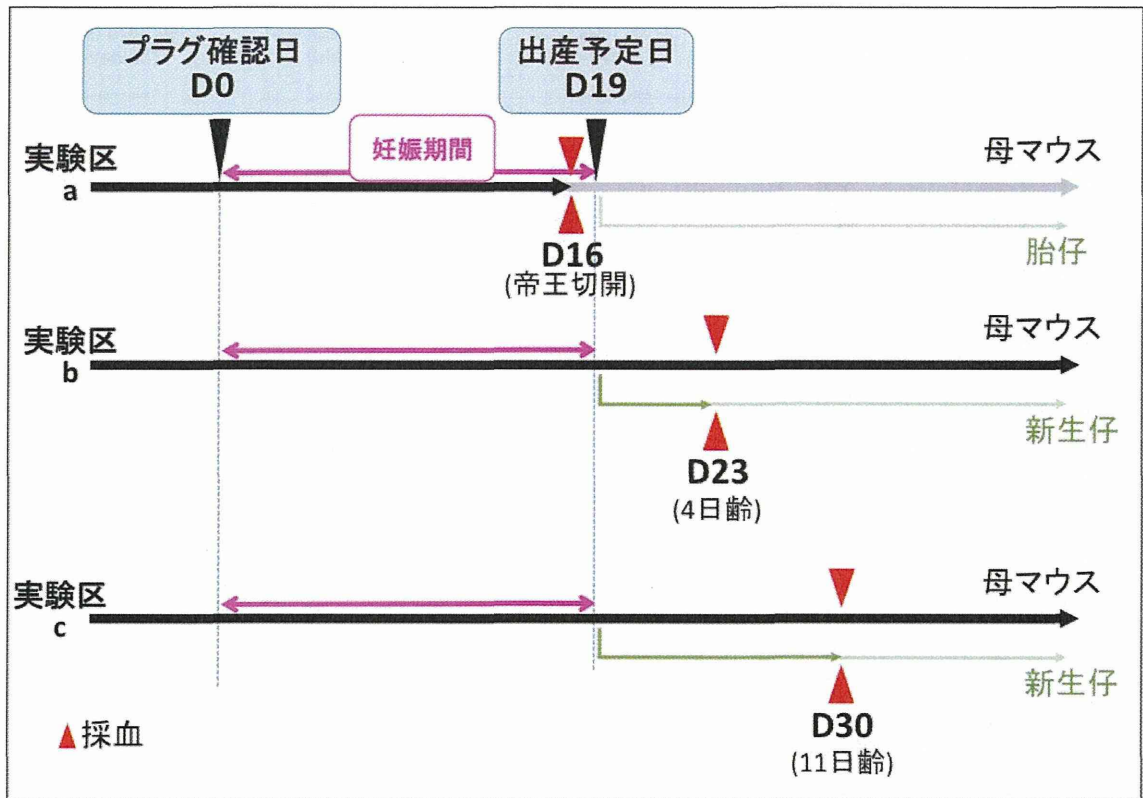 プラグ確認日
D0
出産予定日
D19
妊娠期間
実験区
a
母マウス
胎仔
D16
(帝王切開)
実験区
b
母マウス
新生仔
D23
(4日齢)
実験区
c
母マウス
新生仔
D30
(11日齢)
採血